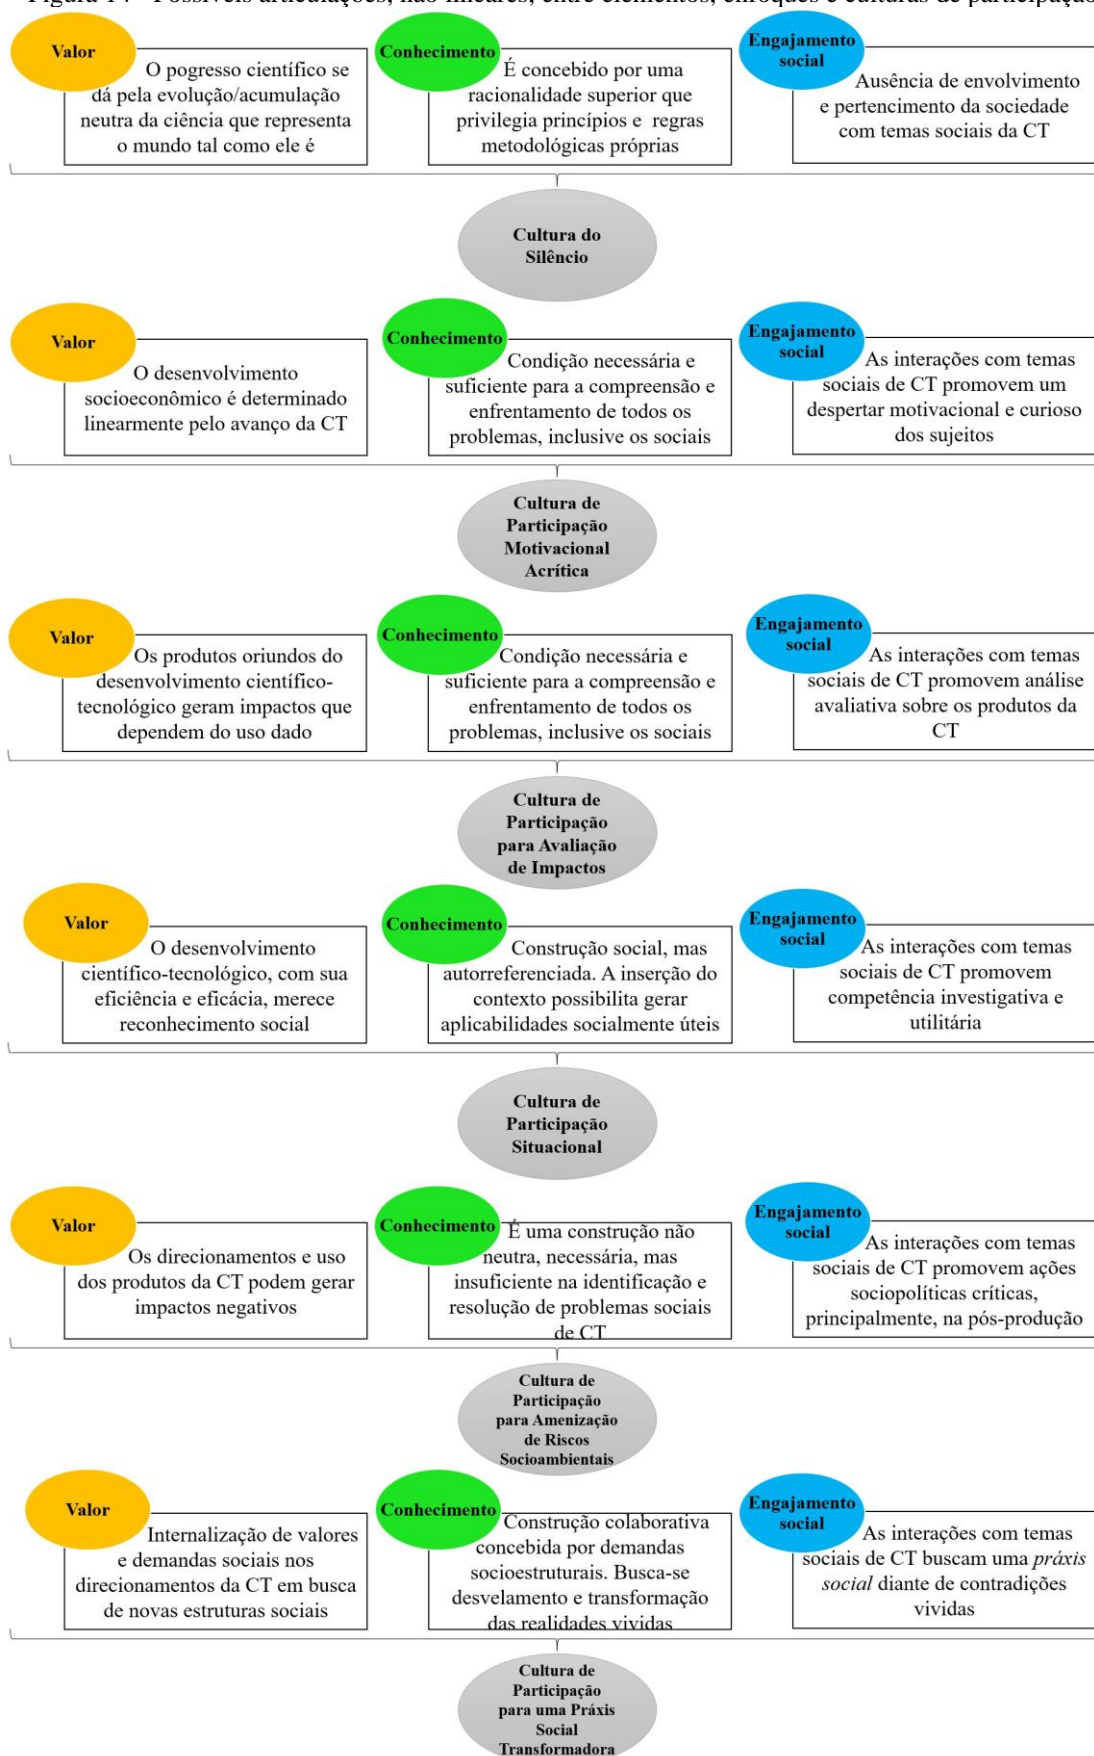 Figura 14 - Possíveis articulações, não lineares, entre elementos, enfoques e culturas de participação
Valor
O pogresso científico se
dá pela evolução/acumulação
neutra da ciência que representa
o mundo tal como ele é
Conhecimento
É concebido por uma
racionalidade superior que
privilegia princípios e regras
metodológicas próprias
Engajamento
social
Ausência de envolvimento
e pertencimento da sociedade
com temas sociais da CT
Cultura do
Silêncio
Valor
O desenvolvimento
socioeconômico é determinado
linearmente pelo avanço da CT
Conhecimento
Condição necessária e
suficiente para a compreensão e
enfrentamento de todos os
problemas, inclusive os sociais
Engajamento
social
As interações com temas
sociais de CT promovem um
despertar motivacional e curioso
dos sujeitos
Cultura de
Participação
Motivacional
Acrítica
Valor
Os produtos oriundos do
desenvolvimento científico-
tecnológico geram impactos que
dependem do uso dado
Conhecimento
Condição necessária e
suficiente para a compreensão e
enfrentamento de todos os
problemas, inclusive os sociais
Engajamento
social
As interações com temas
sociais de CT promovem análise
avaliativa sobre os produtos da
CT
Cultura de
Participação
para Avaliação
de Impactos
Valor
O desenvolvimento
científico-tecnológico, com sua
eficiência e eficácia, merece
reconhecimento social
Conhecimento
Construção social, mas
autorreferenciada. A inserção do
contexto possibilita gerar
aplicabilidades socialmente úteis
Engajamento
social
As interações com temas
sociais de CT promovem
competência investigativa e
utilitária
Cultura de
Participação
Situacional
Valor
Os direcionamentos e uso
dos produtos da CT podem gerar
impactos negativos
Conhecimento
É uma construção não
neutra, necessária, mas
insuficiente na identificação e
resolução de problemas sociais
de CT
Engajamento
social
As interações com temas
sociais de CT promovem ações
sociopolíticas críticas,
principalmente, na pós-produção
Cultura de
Participação
para Amenização
de Riscos
Socioambientais
Valor
Internalização de valores
e demandas sociais nos
direcionamentos da CT em busca
de novas estruturas sociais
Conhecimento
Construção colaborativa
concebida por demandas
socioestruturais. Busca-se
desvelamento e transformação
das realidades vividas
Engajamento
social
As interações com temas
sociais de CT buscam uma práxis
social diante de contradições
vividas
Cultura de
Participação
para uma Práxis
Social
Transformadora